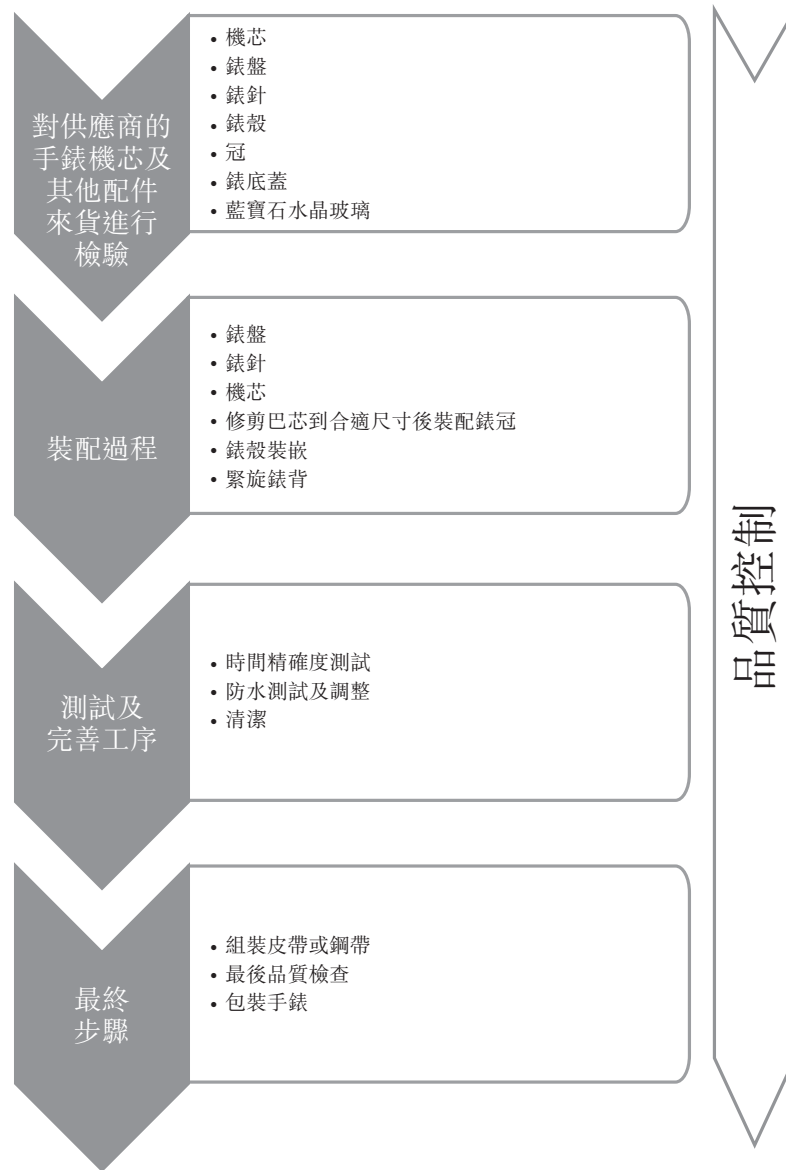 對供應商的
手錶機芯及
其他配件
來貨進行
檢驗
• 機芯
• 錶盤
• 錶針
• 錶殼
• 冠
• 錶底蓋
• 藍寶石水晶玻璃
裝配過程
• 錶盤
• 錶針
• 機芯
• 修剪巴芯到合適尺寸後裝配錶冠
• 錶殼裝嵌
• 緊旋錶背
測試及
完善工序
• 時間精確度測試
• 防水測試及調整
• 清潔
最終
步驟
• 組裝皮帶或鋼帶
• 最後品質檢查
• 包裝手錶
品質控制